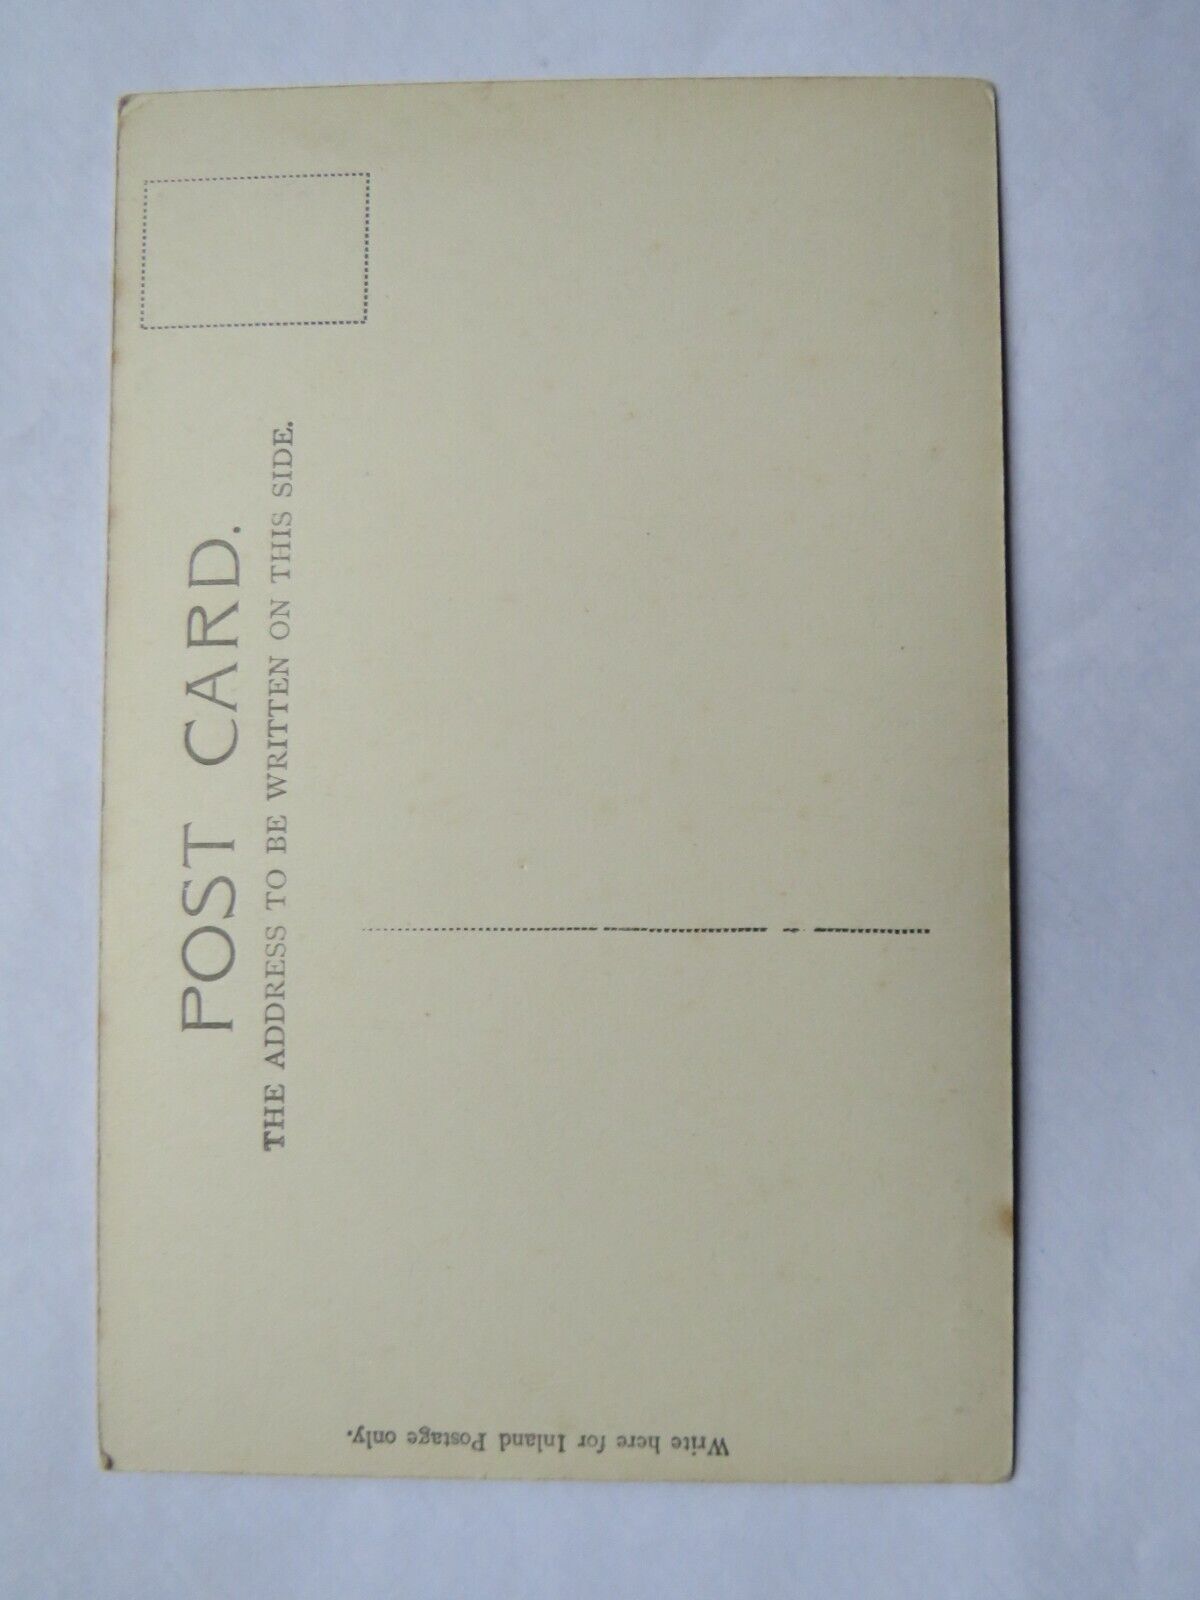 POST CARD.
THE ADDRESS TO BE WRITTEN ON THIS SIDE.
Write here for Inland Postage only.